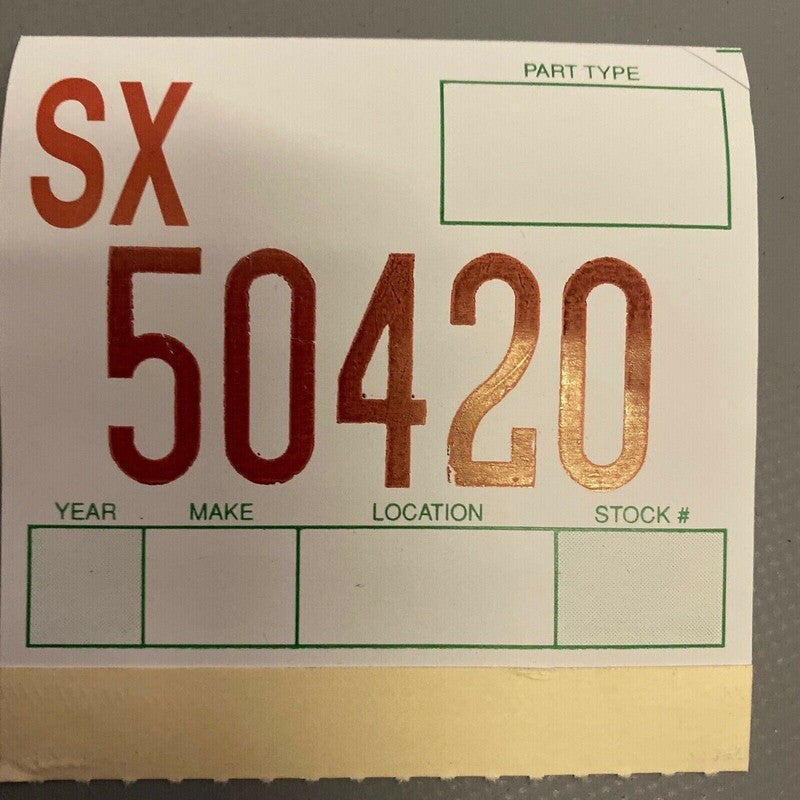 SX
PART TYPE
50420
YEAR MAKE LOCATION STOCK #